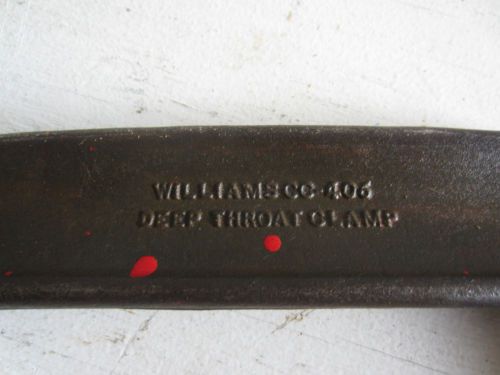 WILLIAMS CC-406
DEEP THROAT CLAMP